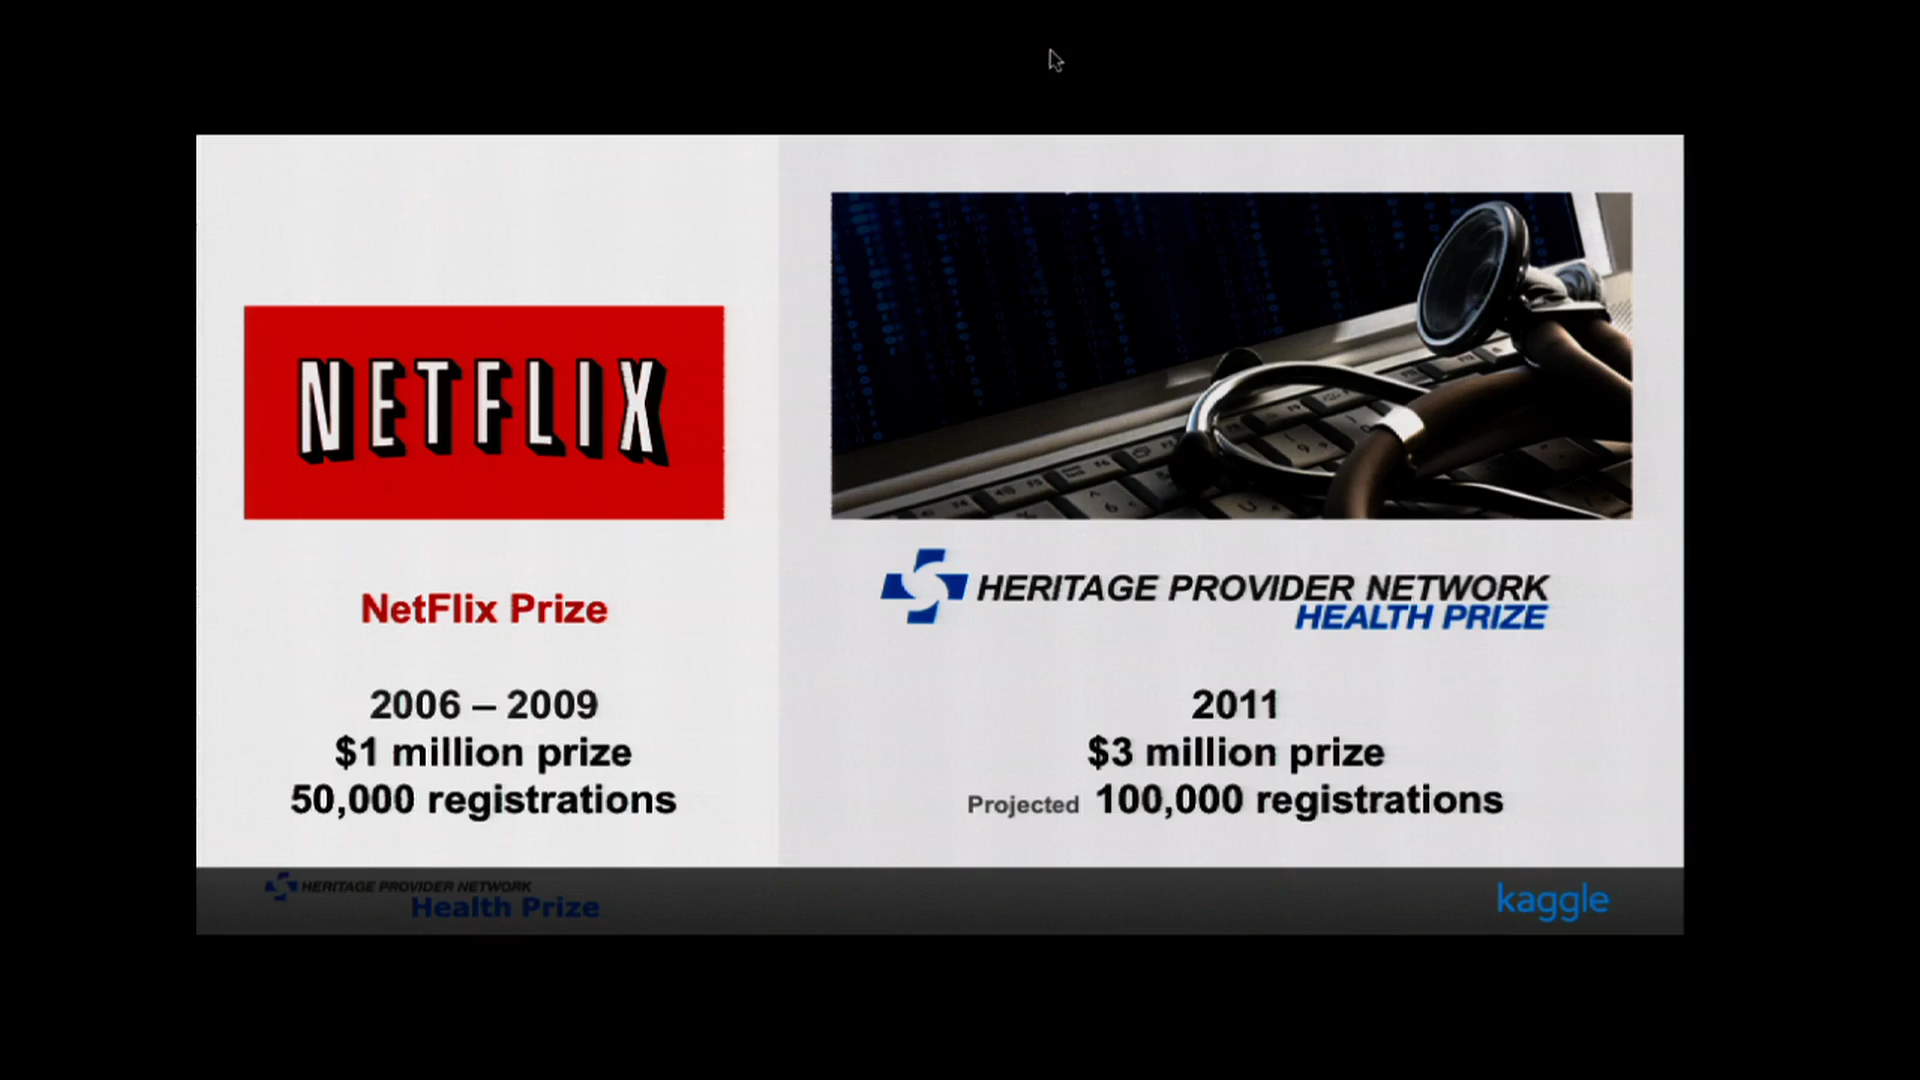 NETFLIX
NetFlix Prize
2006 – 2009
$1 million prize
50,000 registrations
HERITAGE PROVIDER NETWORK
HEALTH PRIZE
2011
$3 million prize
Projected 100,000 registrations
HERITAGE PROVIDER NETWORK
Health Prize
kaggle